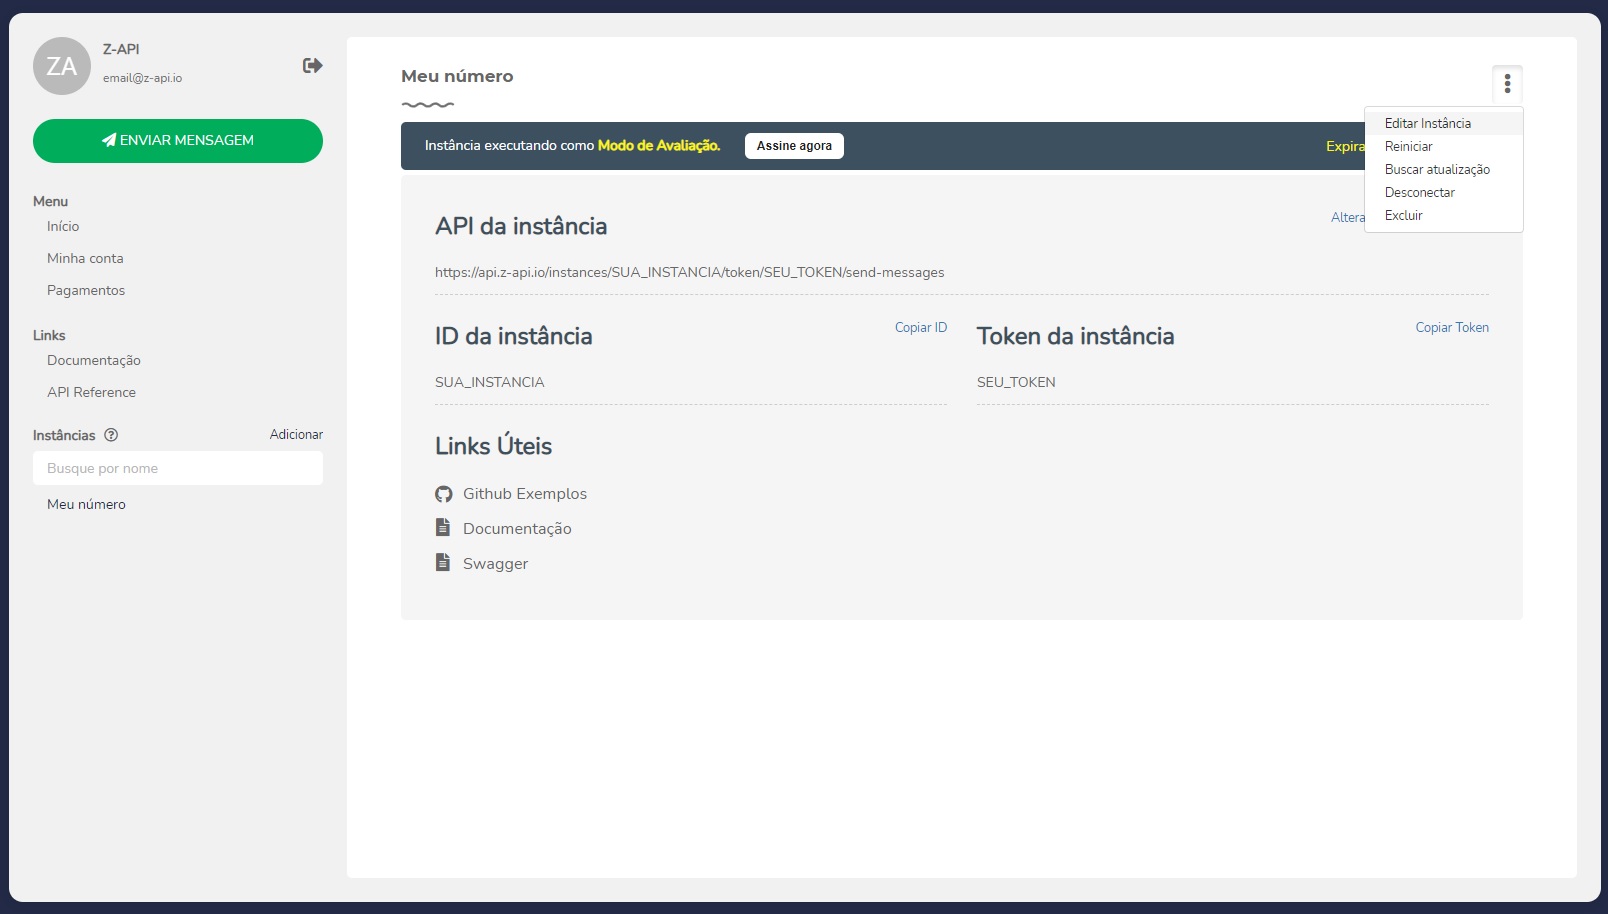 ZA
Z-API
email@z-api.io
ENVIAR MENSAGEM
Menu
Início
Minha conta
Pagamentos
Links
Documentação
API Reference
Instâncias
Adicionar
Busque por nome
Meu número
Meu número
Instância executando como Modo de Avaliação.
Assine agora
Expira
Editar Instância
Reiniciar
Buscar atualização
Desconectar
Excluir
API da instância
Altera
https://api.z-api.io/instances/SUA_INSTANCIA/token/SEU_TOKEN/send-messages
ID da instância
Copiar ID
SUA_INSTANCIA
Token da instância
Copiar Token
SEU_TOKEN
Links Úteis
Github Exemplos
Documentação
Swagger